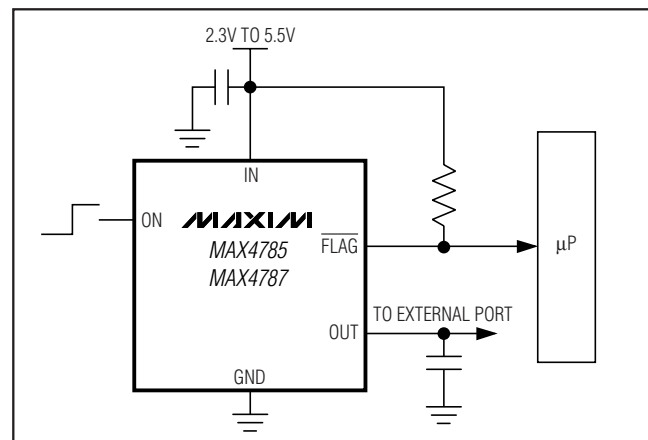 2.3V TO 5.5V
IN
ON
MAXIM
MAX4785
MAX4787
FLAG
µP
TO EXTERNAL PORT
OUT
GND